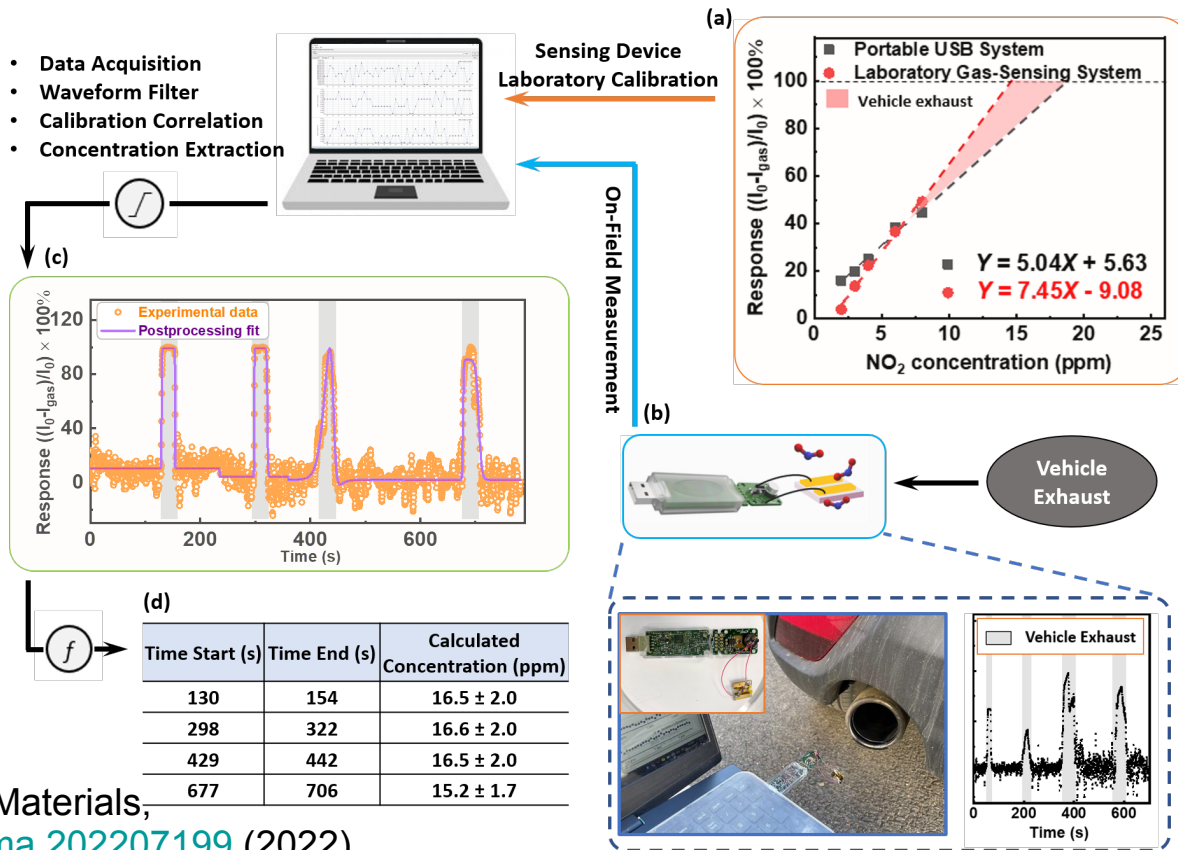 (a)
Sensing Device
Laboratory Calibration
• Data Acquisition
• Waveform Filter
• Calibration Correlation
• Concentration Extraction
Response ((I0-Igas)/I0) × 100%
Portable USB System
Laboratory Gas-Sensing System
Vehicle exhaust
100
80
60
40
20
0
Y = 5.04X + 5.63
Y = 7.45X - 9.08
0 5 10 15 20 25
NO2 concentration (ppm)
On-Field Measurement
(c)
Response ((I0-Igas)/I0) × 100%
Experimental data
Postprocessing fit
120
80
40
0
0 200 400 600
Time (s)
(b)
Vehicle
Exhaust
f
(d)
Time Start (s) Time End (s) Calculated Concentration (ppm)
130 154 16.5 ± 2.0
298 322 16.6 ± 2.0
429 442 16.5 ± 2.0
677 706 15.2 ± 1.7
Vehicle Exhaust
0 200 400 600
Time (s)
Materials,
ma.202207199 (2022)